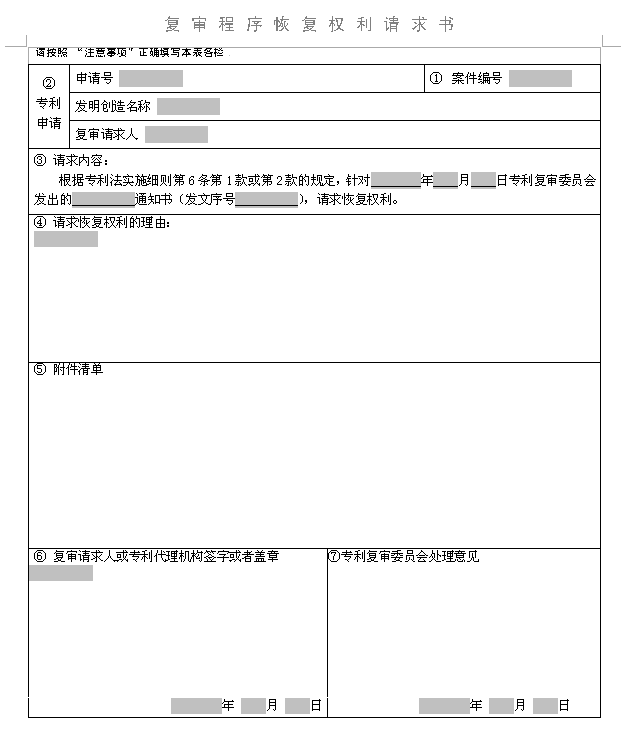 复审程序恢复权利请求书
请按照 “注意事项”正确填写本表各栏
②
专利
申请
申请号
① 案件编号
发明创造名称
复审请求人
③ 请求内容：
根据专利法实施细则第6条第1款或第2款的规定，针对 年 月 日专利复审委员会
发出的 通知书（发文序号 ），请求恢复权利。
④ 请求恢复权利的理由：
⑤ 附件清单
⑥ 复审请求人或专利代理机构签字或者盖章
年 月 日
⑦专利复审委员会处理意见
年 月 日